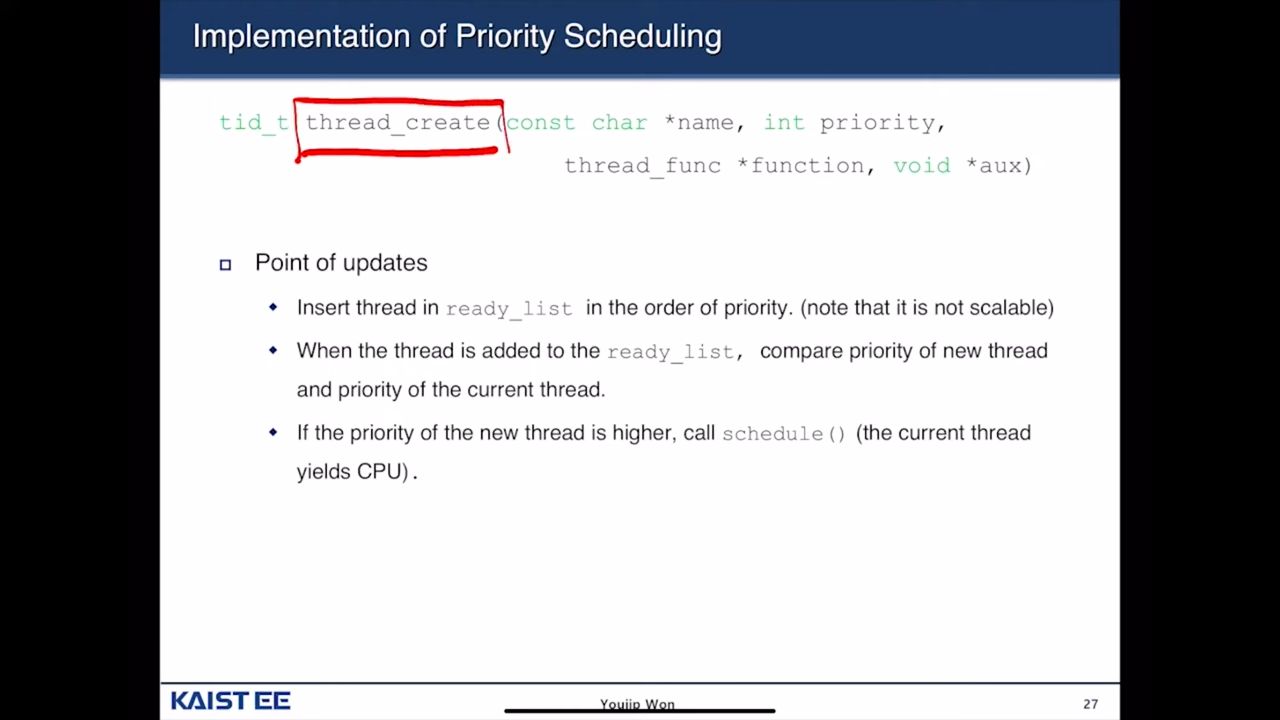 Implementation of Priority Scheduling
tid_t thread_create(const char *name, int priority,
thread_func *function, void *aux)
Point of updates
Insert thread in ready_list in the order of priority. (note that it is not scalable)
When the thread is added to the ready_list, compare priority of new thread
and priority of the current thread.
If the priority of the new thread is higher, call schedule() (the current thread
yields CPU).
KAIST EE
Youjip Won
27